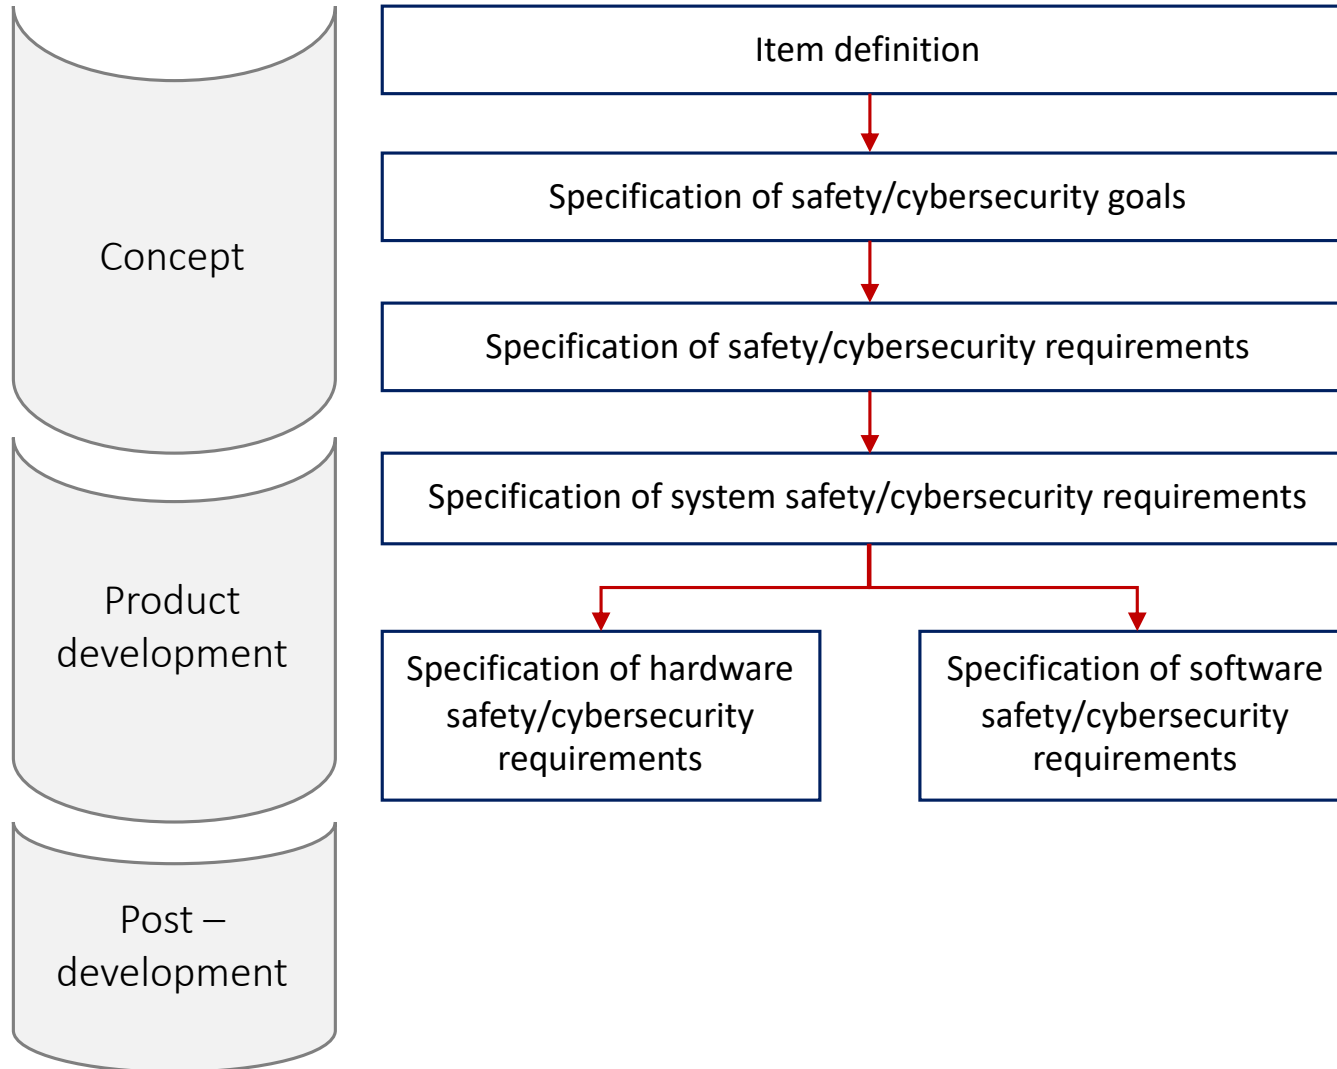 Item definition
Specification of safety/cybersecurity goals
Concept
Specification of safety/cybersecurity requirements
Specification of system safety/cybersecurity requirements
Product
development
Specification of hardware
safety/cybersecurity
requirements
Specification of software
safety/cybersecurity
requirements
Post –
development